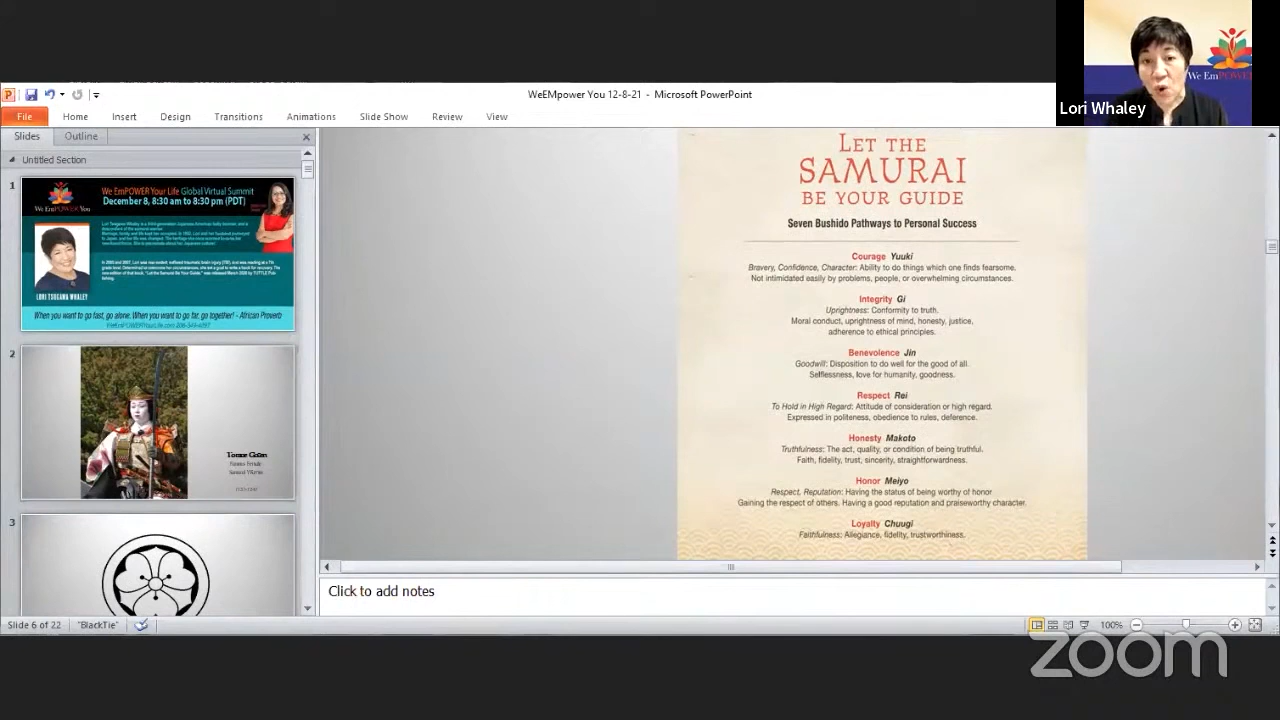 We EmPOWE
Lori Whaley
WeEMpower You 12-8-21 - Microsoft PowerPoint
File Home Insert Design Transitions Animations Slide Show Review View
Slides Outline
Untitled Section
1
We EmPOWER Your Life Global Virtual Summit
December 8, 8:30 am to 8:30 pm (PDT)
We EmPOWER You
LORI TSUGAWA WHALEY
When you want to go fast, go alone. When you want to go far, go together! - African Proverb
2
3
LET THE
SAMURAI
BE YOUR GUIDE
Seven Bushido Pathways to Personal Success
Courage Yuuki
Bravery, Confidence, Character: Ability to do things which one finds fearsome.
Not intimidated easily by problems, people, or overwhelming circumstances.
Integrity Gi
Uprightness: Conformity to truth.
Moral conduct, uprightness of mind, honesty, justice,
adherence to ethical principles.
Benevolence Jin
Goodwill: Disposition to do well for the good of all.
Selflessness, love for humanity, goodness.
Respect Rei
To Hold in High Regard: Attitude of consideration or high regard.
Expressed in politeness, obedience to rules, deference.
Honesty Makoto
Truthfulness: The act, quality, or condition of being truthful.
Faith, fidelity, trust, sincerity, straightforwardness.
Honor Meiyo
Respect, Reputation: Having the status of being worthy of honor
Gaining the respect of others. Having a good reputation and praiseworthy character.
Loyalty Chuugi
Faithfulness: Allegiance, fidelity, trustworthiness.
Click to add notes
Slide 6 of 22 "BlackTie" 100%
zoom